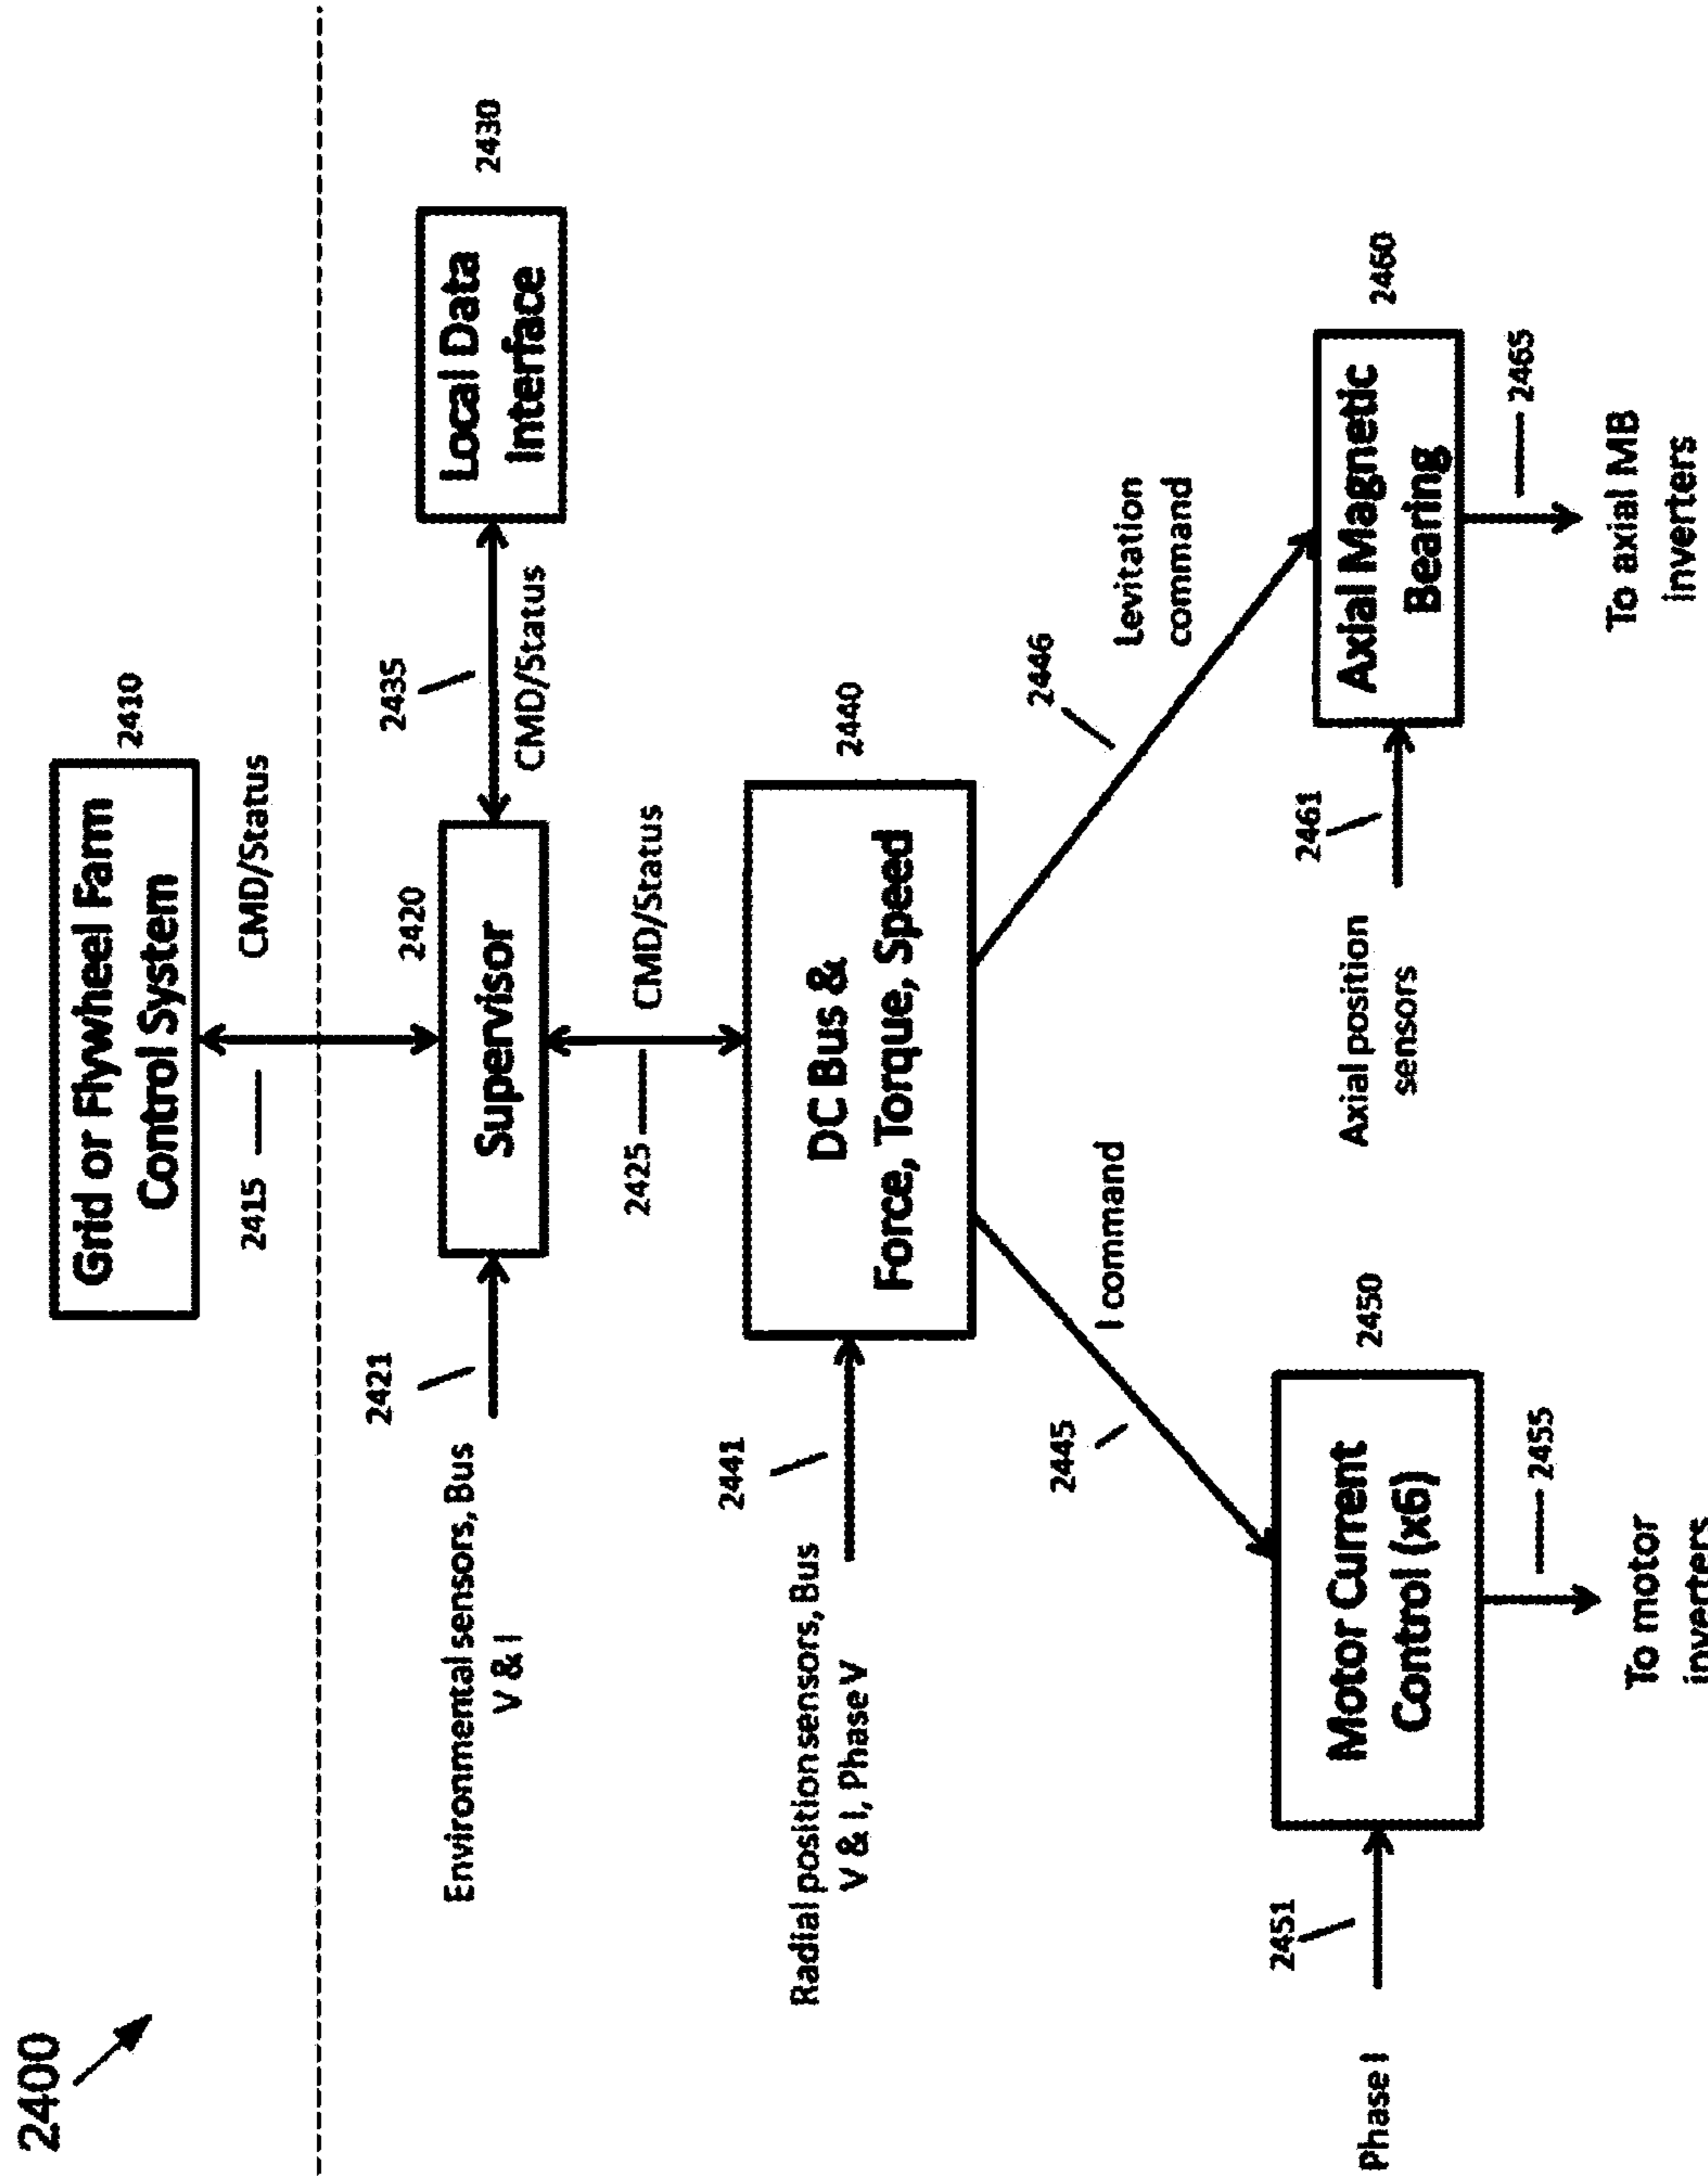 2400
Grid or Flywheel Farm
Control System
2410
2415
CMD/Status
2420
Supervisor
2421
Environmental sensors, Bus
V & I
2435
CMD/Status
Local Data
Interface
2430
2425
CMD/Status
2440
DC Bus &
Force, Torque, Speed
2441
Radial position sensors, Bus
V & I, Phase V
2445
I command
2446
Levitation
command
2450
Motor Current
Control (x6)
2451
Phase I
2455
To motor
inverters
2460
Axial Magnetic
Bearing
2461
Axial position
sensors
2465
To axial MB
inverters